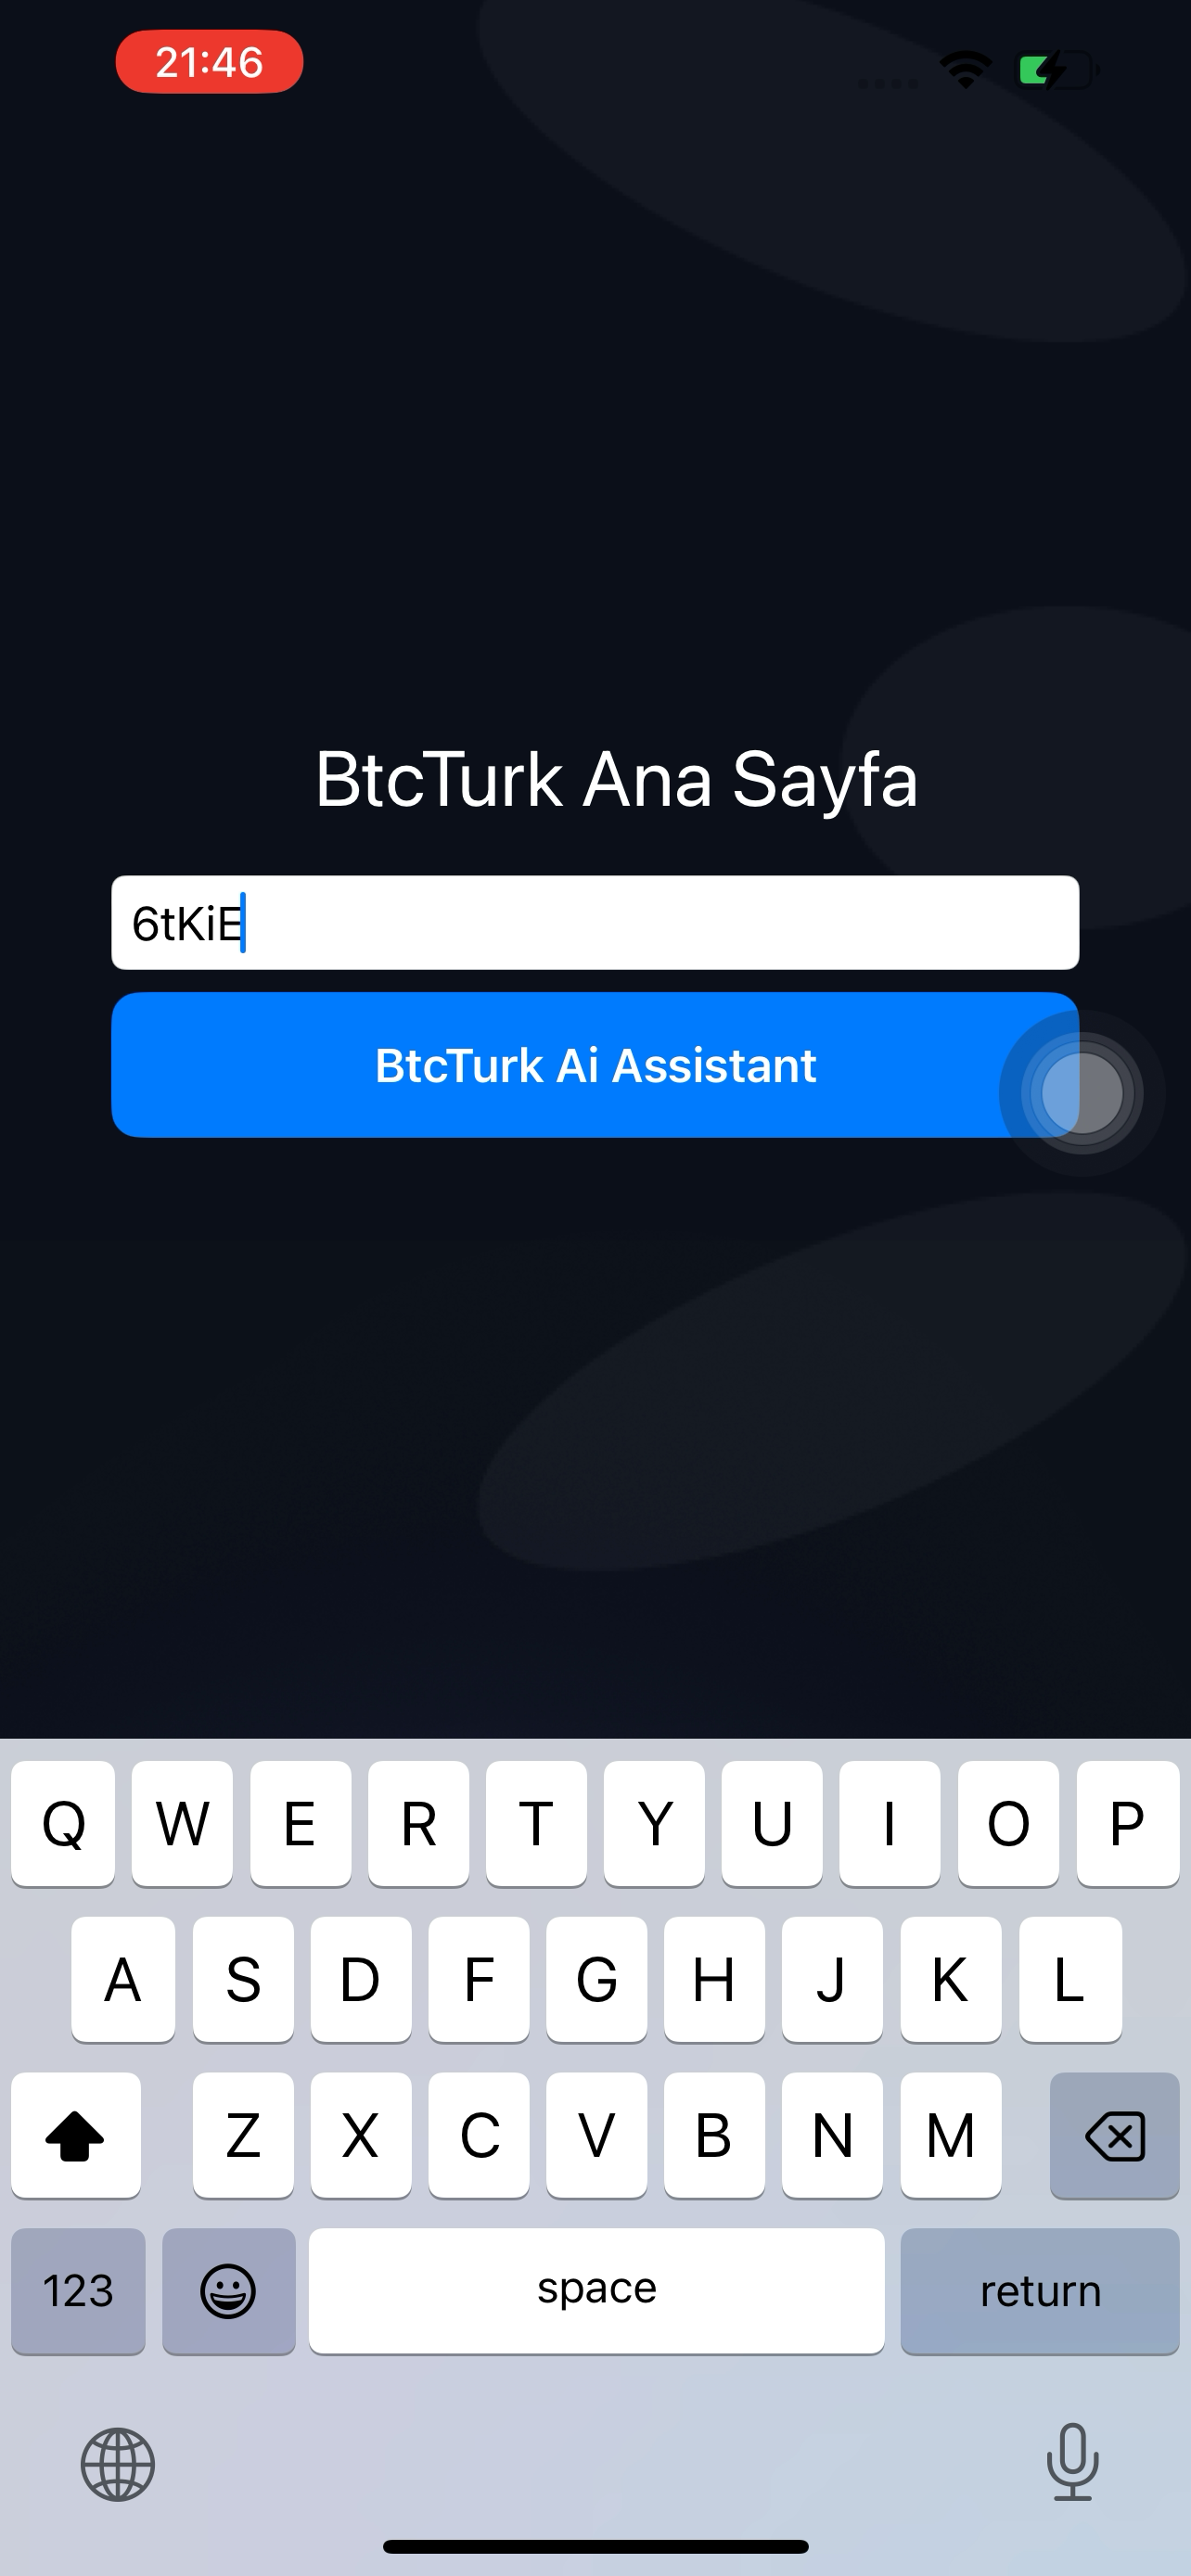 21:46
BtcTurk Ana Sayfa
6tKiE
BtcTurk Ai Assistant
Q W E R T Y U I O P
A S D F G H J K L
Z X C V B N M
123 space return